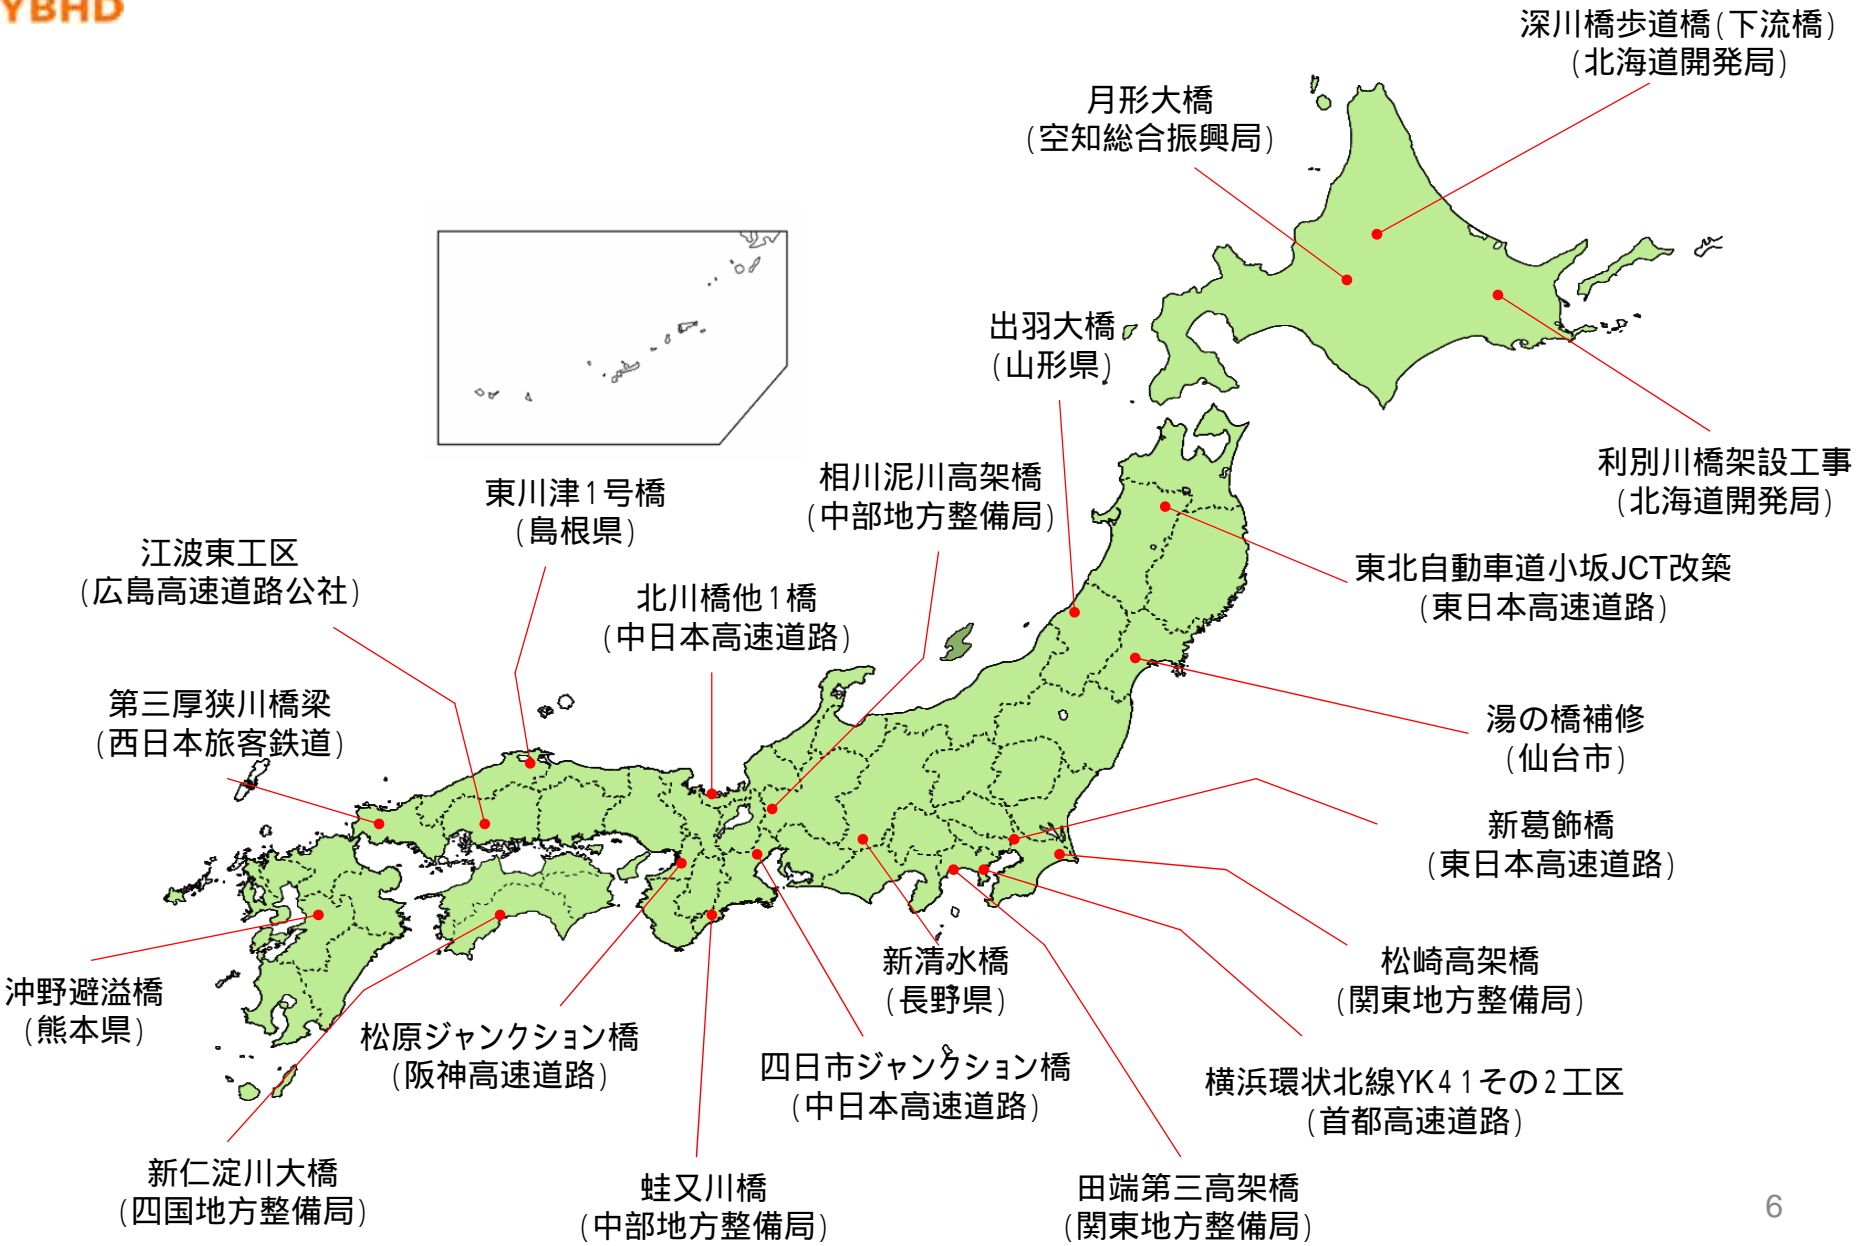 YBHD
深川橋歩道橋(下流橋)
(北海道開発局)
月形大橋
(空知総合振興局)
出羽大橋
(山形県)
利別川橋架設工事
(北海道開発局)
相川泥川高架橋
(中部地方整備局)
東川津1号橋
(島根県)
江波東工区
(広島高速道路公社)
北川橋他1橋
(中日本高速道路)
東北自動車道小坂JCT改築
(東日本高速道路)
第三厚狭川橋梁
(西日本旅客鉄道)
湯の橋補修
(仙台市)
新葛飾橋
(東日本高速道路)
新清水橋
(長野県)
松崎高架橋
(関東地方整備局)
沖野避溢橋
(熊本県)
松原ジャンクション橋
(阪神高速道路)
四日市ジャンクション橋
(中日本高速道路)
横浜環状北線YK41その2工区
(首都高速道路)
新仁淀川大橋
(四国地方整備局)
蛙又川橋
(中部地方整備局)
田端第三高架橋
(関東地方整備局)
6